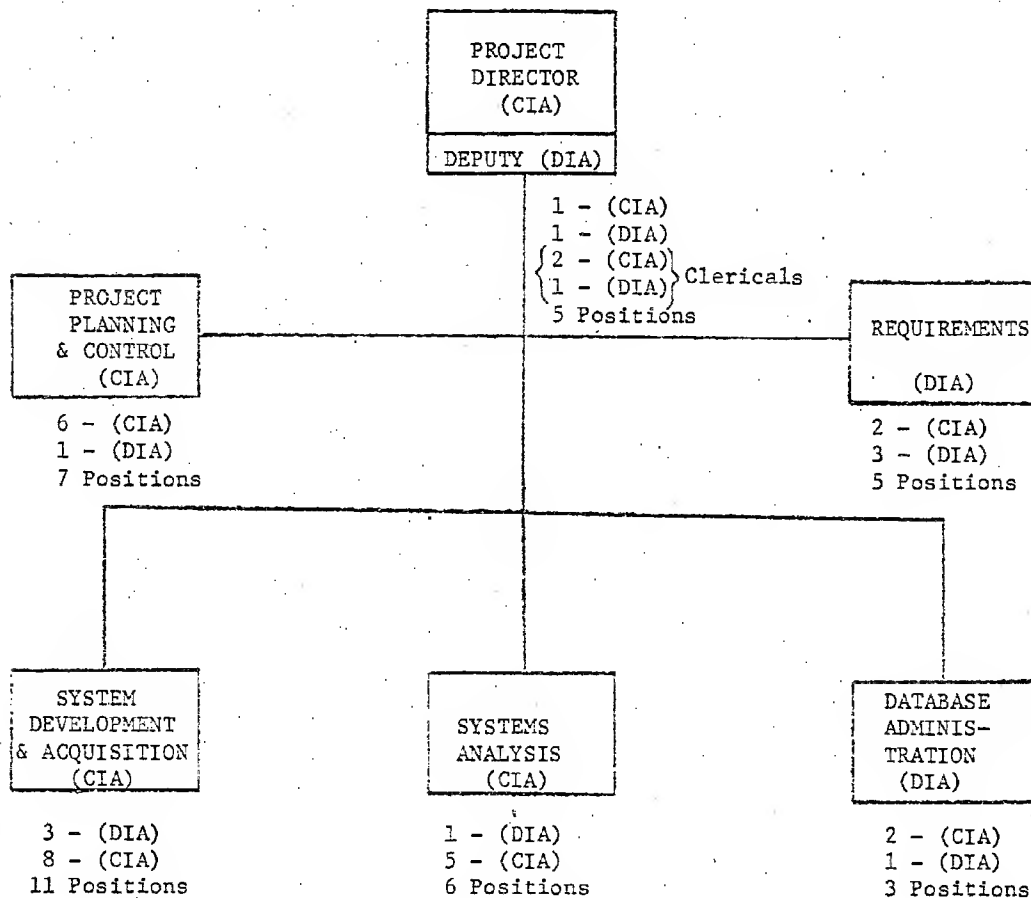 PROJECT
DIRECTOR
(CIA)
DEPUTY (DIA)
1 - (CIA)
1 - (DIA)
{2 - (CIA)
1 - (DIA)} Clericals
5 Positions
PROJECT
PLANNING
& CONTROL
(CIA)
6 - (CIA)
1 - (DIA)
7 Positions
REQUIREMENTS
(DIA)
2 - (CIA)
3 - (DIA)
5 Positions
SYSTEM
DEVELOPMENT
& ACQUISITION
(CIA)
3 - (DIA)
8 - (CIA)
11 Positions
SYSTEMS
ANALYSIS
(CIA)
1 - (DIA)
5 - (CIA)
6 Positions
DATABASE
ADMINIS-
TRATION
(DIA)
2 - (CIA)
1 - (DIA)
3 Positions